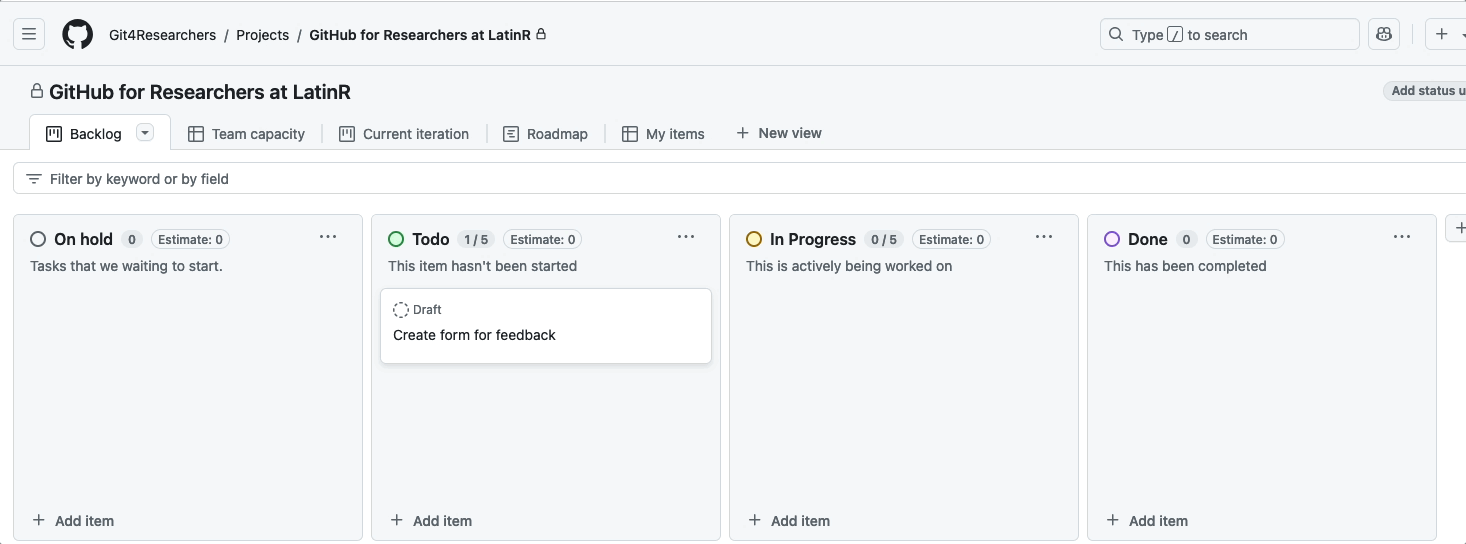 Git4Researchers / Projects / GitHub for Researchers at LatinR
Type / to search
GitHub for Researchers at LatinR
Add status u
Backlog
Team capacity
Current iteration
Roadmap
My items
New view
Filter by keyword or by field
On hold 0 Estimate: 0
Tasks that we waiting to start.
Add item
Todo 1 / 5 Estimate: 0
This item hasn't been started
Draft
Create form for feedback
Add item
In Progress 0 / 5 Estimate: 0
This is actively being worked on
Add item
Done 0 Estimate: 0
This has been completed
Add item